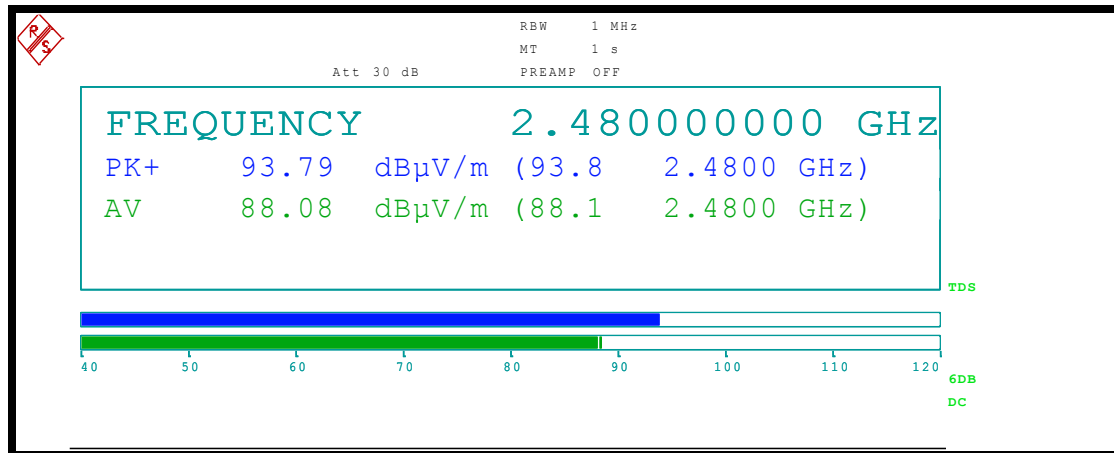 R S
RBW 1 MHz
MT 1 s
Att 30 dB PREAMP OFF
FREQUENCY 2.480000000 GHz
PK+ 93.79 dBµV/m (93.8 2.4800 GHz)
AV 88.08 dBµV/m (88.1 2.4800 GHz)
TDS
40 50 60 70 80 90 100 110 120
6DB
DC